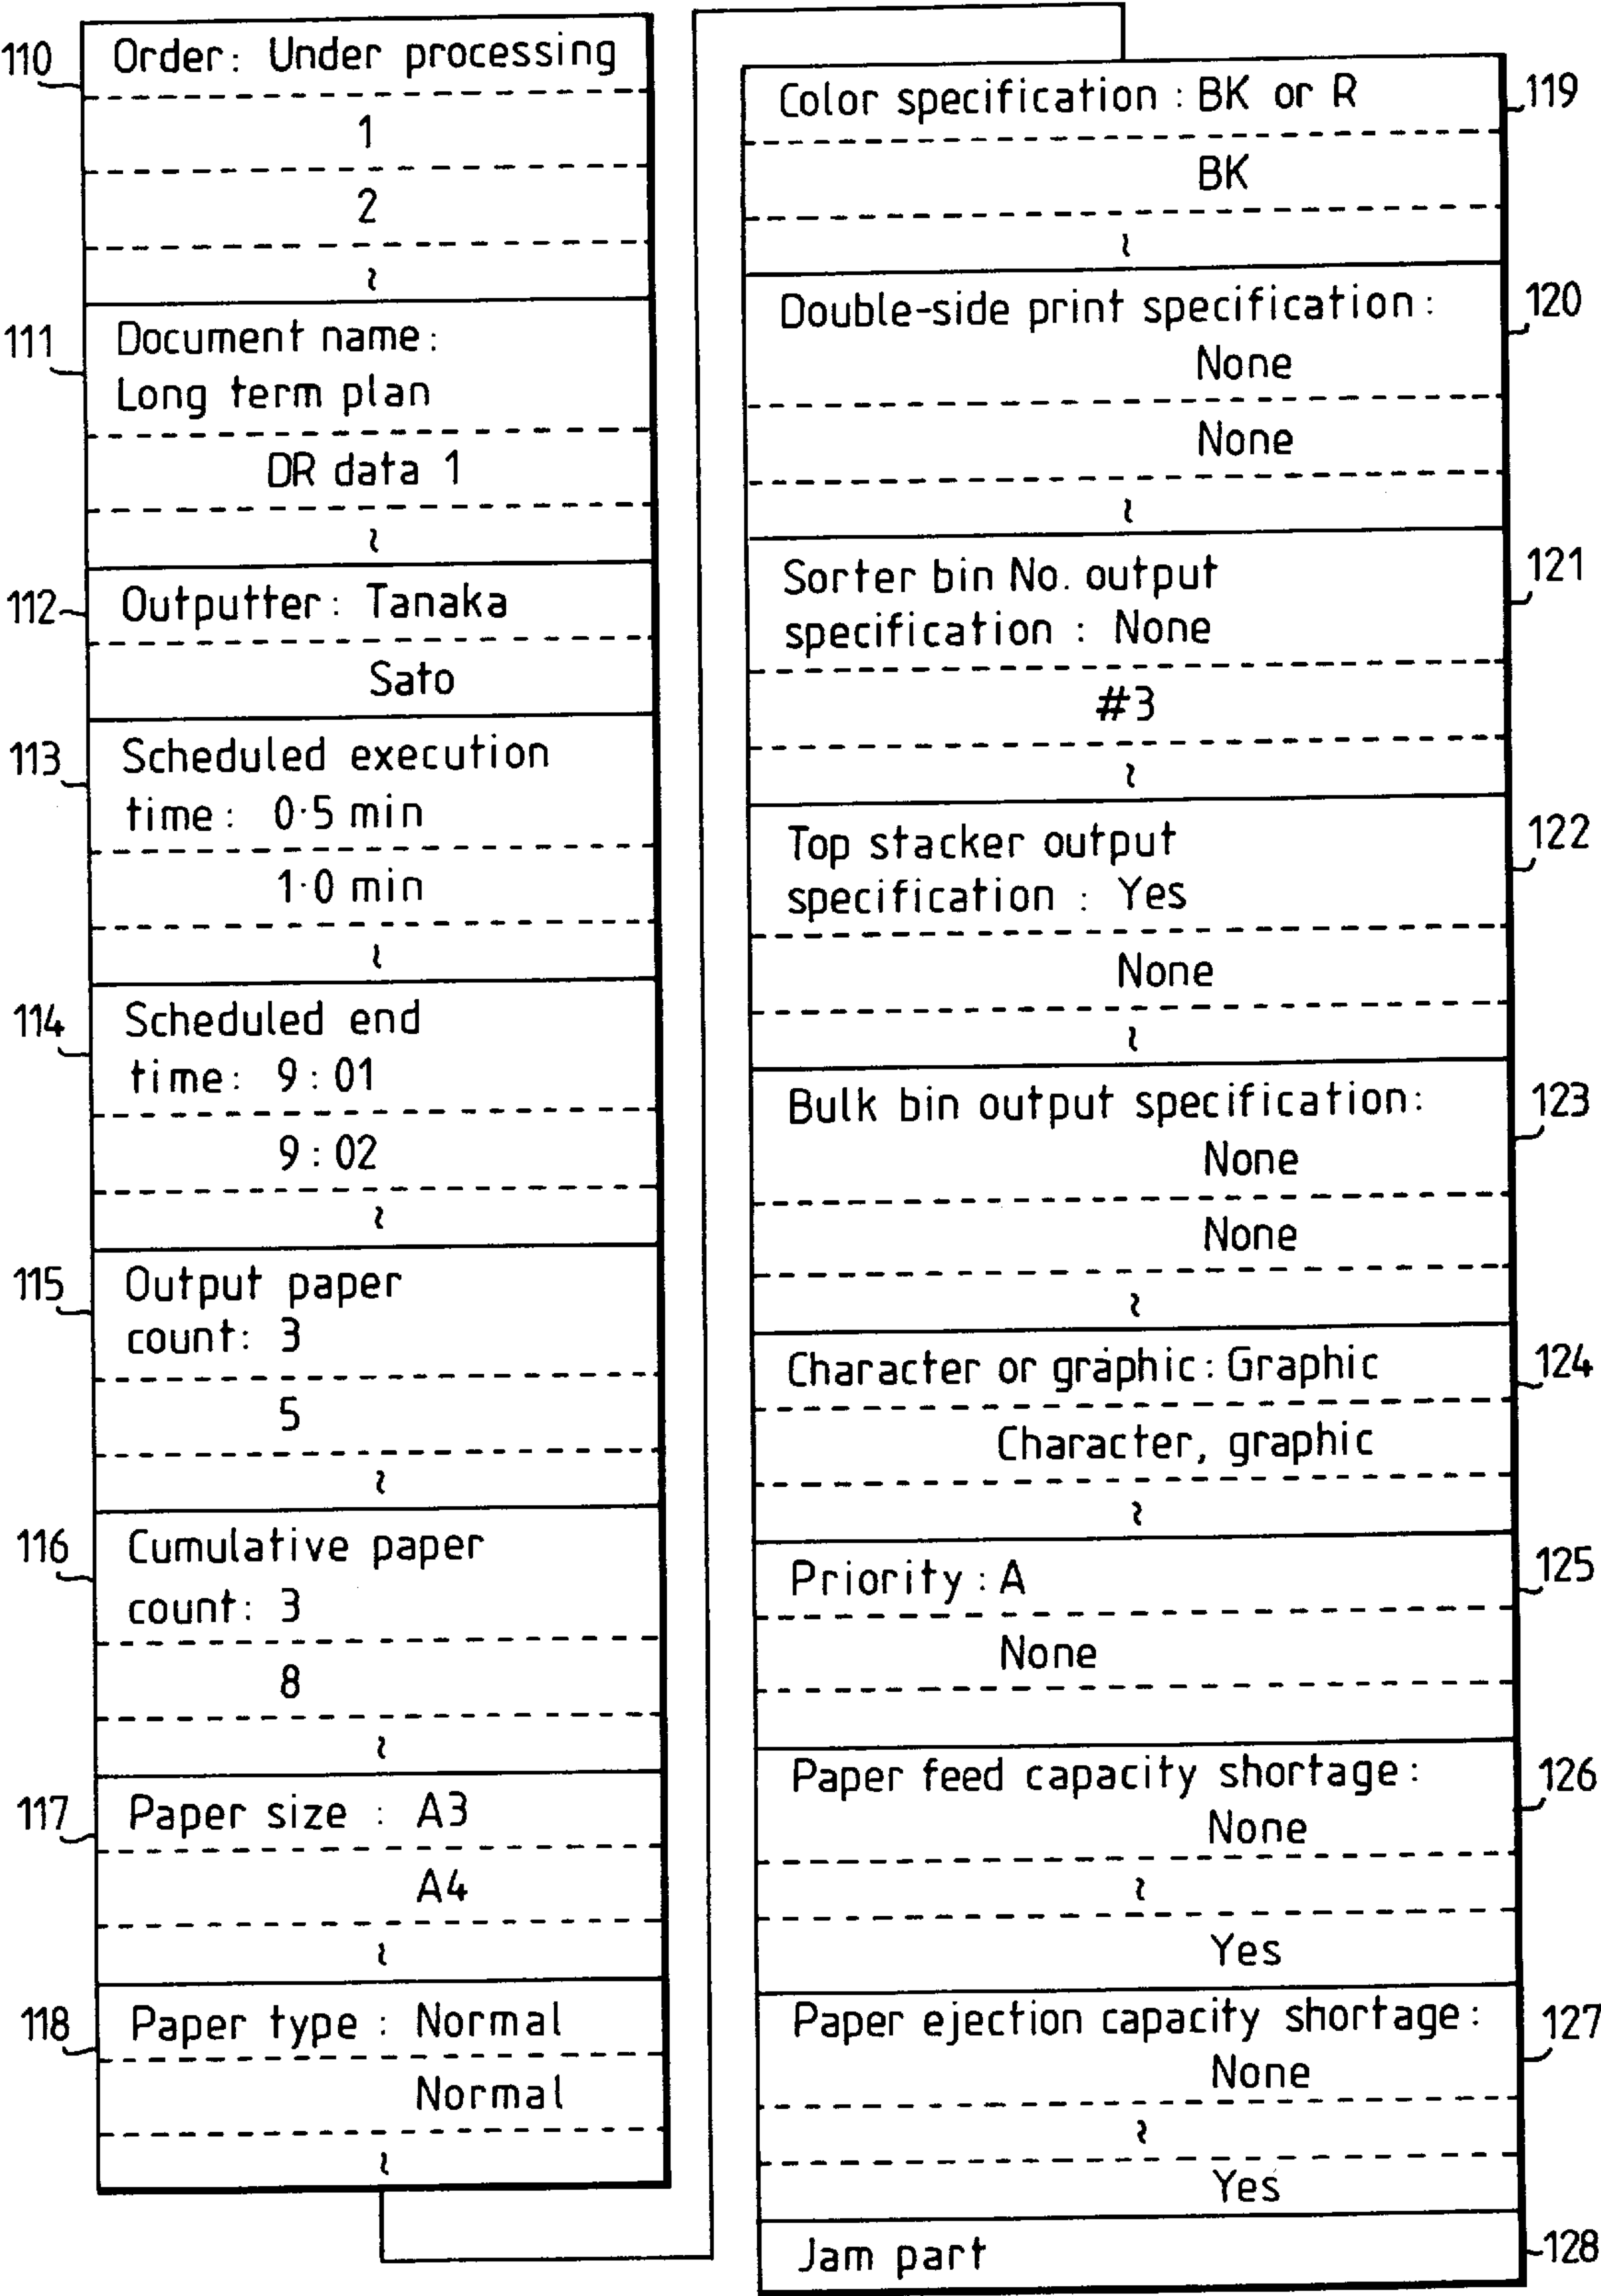 110
Order: Under processing
1
2
≀
111
Document name:
Long term plan
DR data 1
≀
112
Outputter: Tanaka
Sato
113
Scheduled execution
time: 0·5 min
1·0 min
≀
114
Scheduled end
time: 9:01
9:02
≀
115
Output paper
count: 3
5
≀
116
Cumulative paper
count: 3
8
≀
117
Paper size : A3
A4
≀
118
Paper type : Normal
Normal
≀
Color specification : BK or R
119
BK
≀
Double-side print specification:
120
None
None
≀
Sorter bin No. output
121
specification : None
#3
≀
Top stacker output
122
specification : Yes
None
≀
Bulk bin output specification:
123
None
None
≀
Character or graphic: Graphic
124
Character, graphic
≀
Priority : A
125
None
Paper feed capacity shortage:
126
None
≀
Yes
Paper ejection capacity shortage:
127
None
≀
Yes
Jam part
128